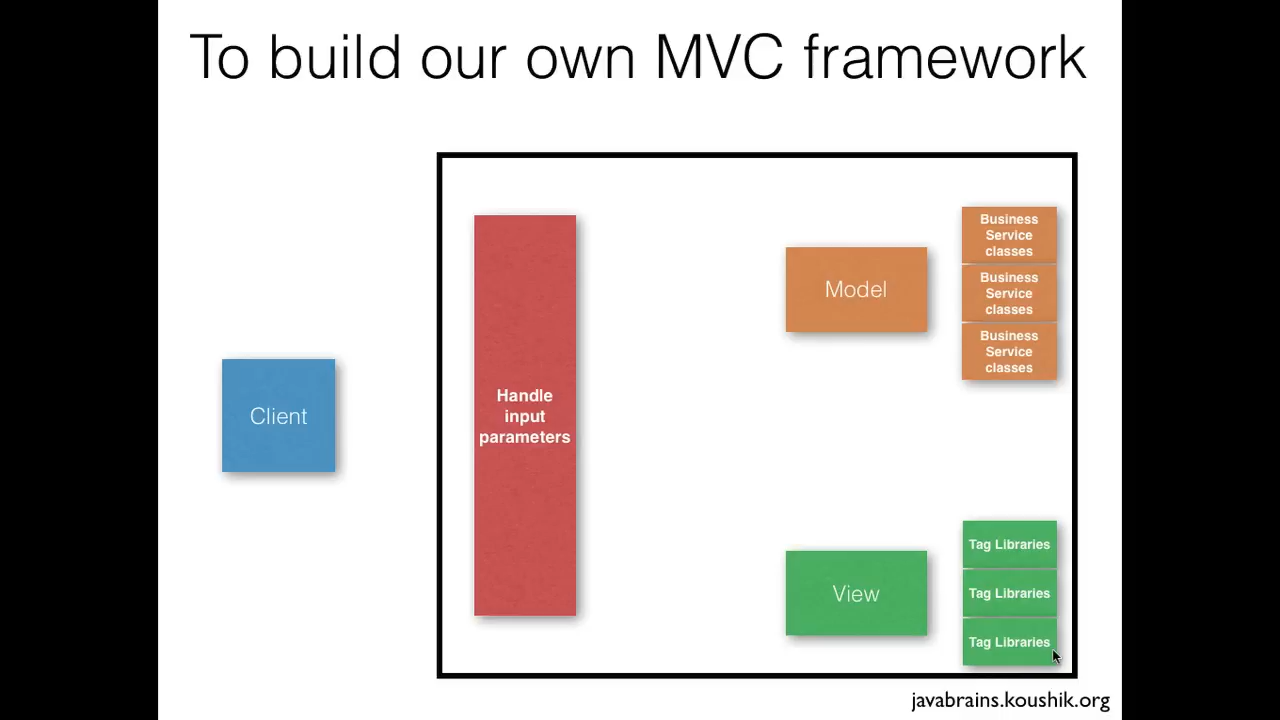 To build our own MVC framework
Client
Handle
input
parameters
Model
Business
Service
classes
Business
Service
classes
Business
Service
classes
View
Tag Libraries
Tag Libraries
Tag Libraries
javabrains.koushik.org